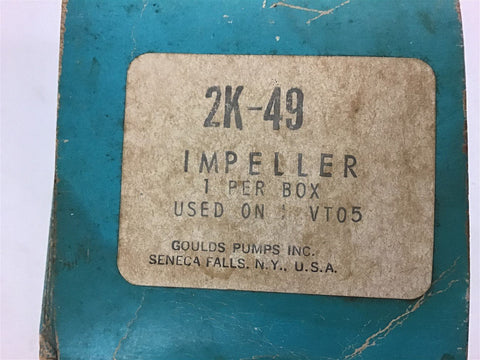 2K-49
IMPELLER
1 PER BOX
USED ON VT05
GOULDS PUMPS INC.
SENECA FALLS, N.Y., U.S.A.